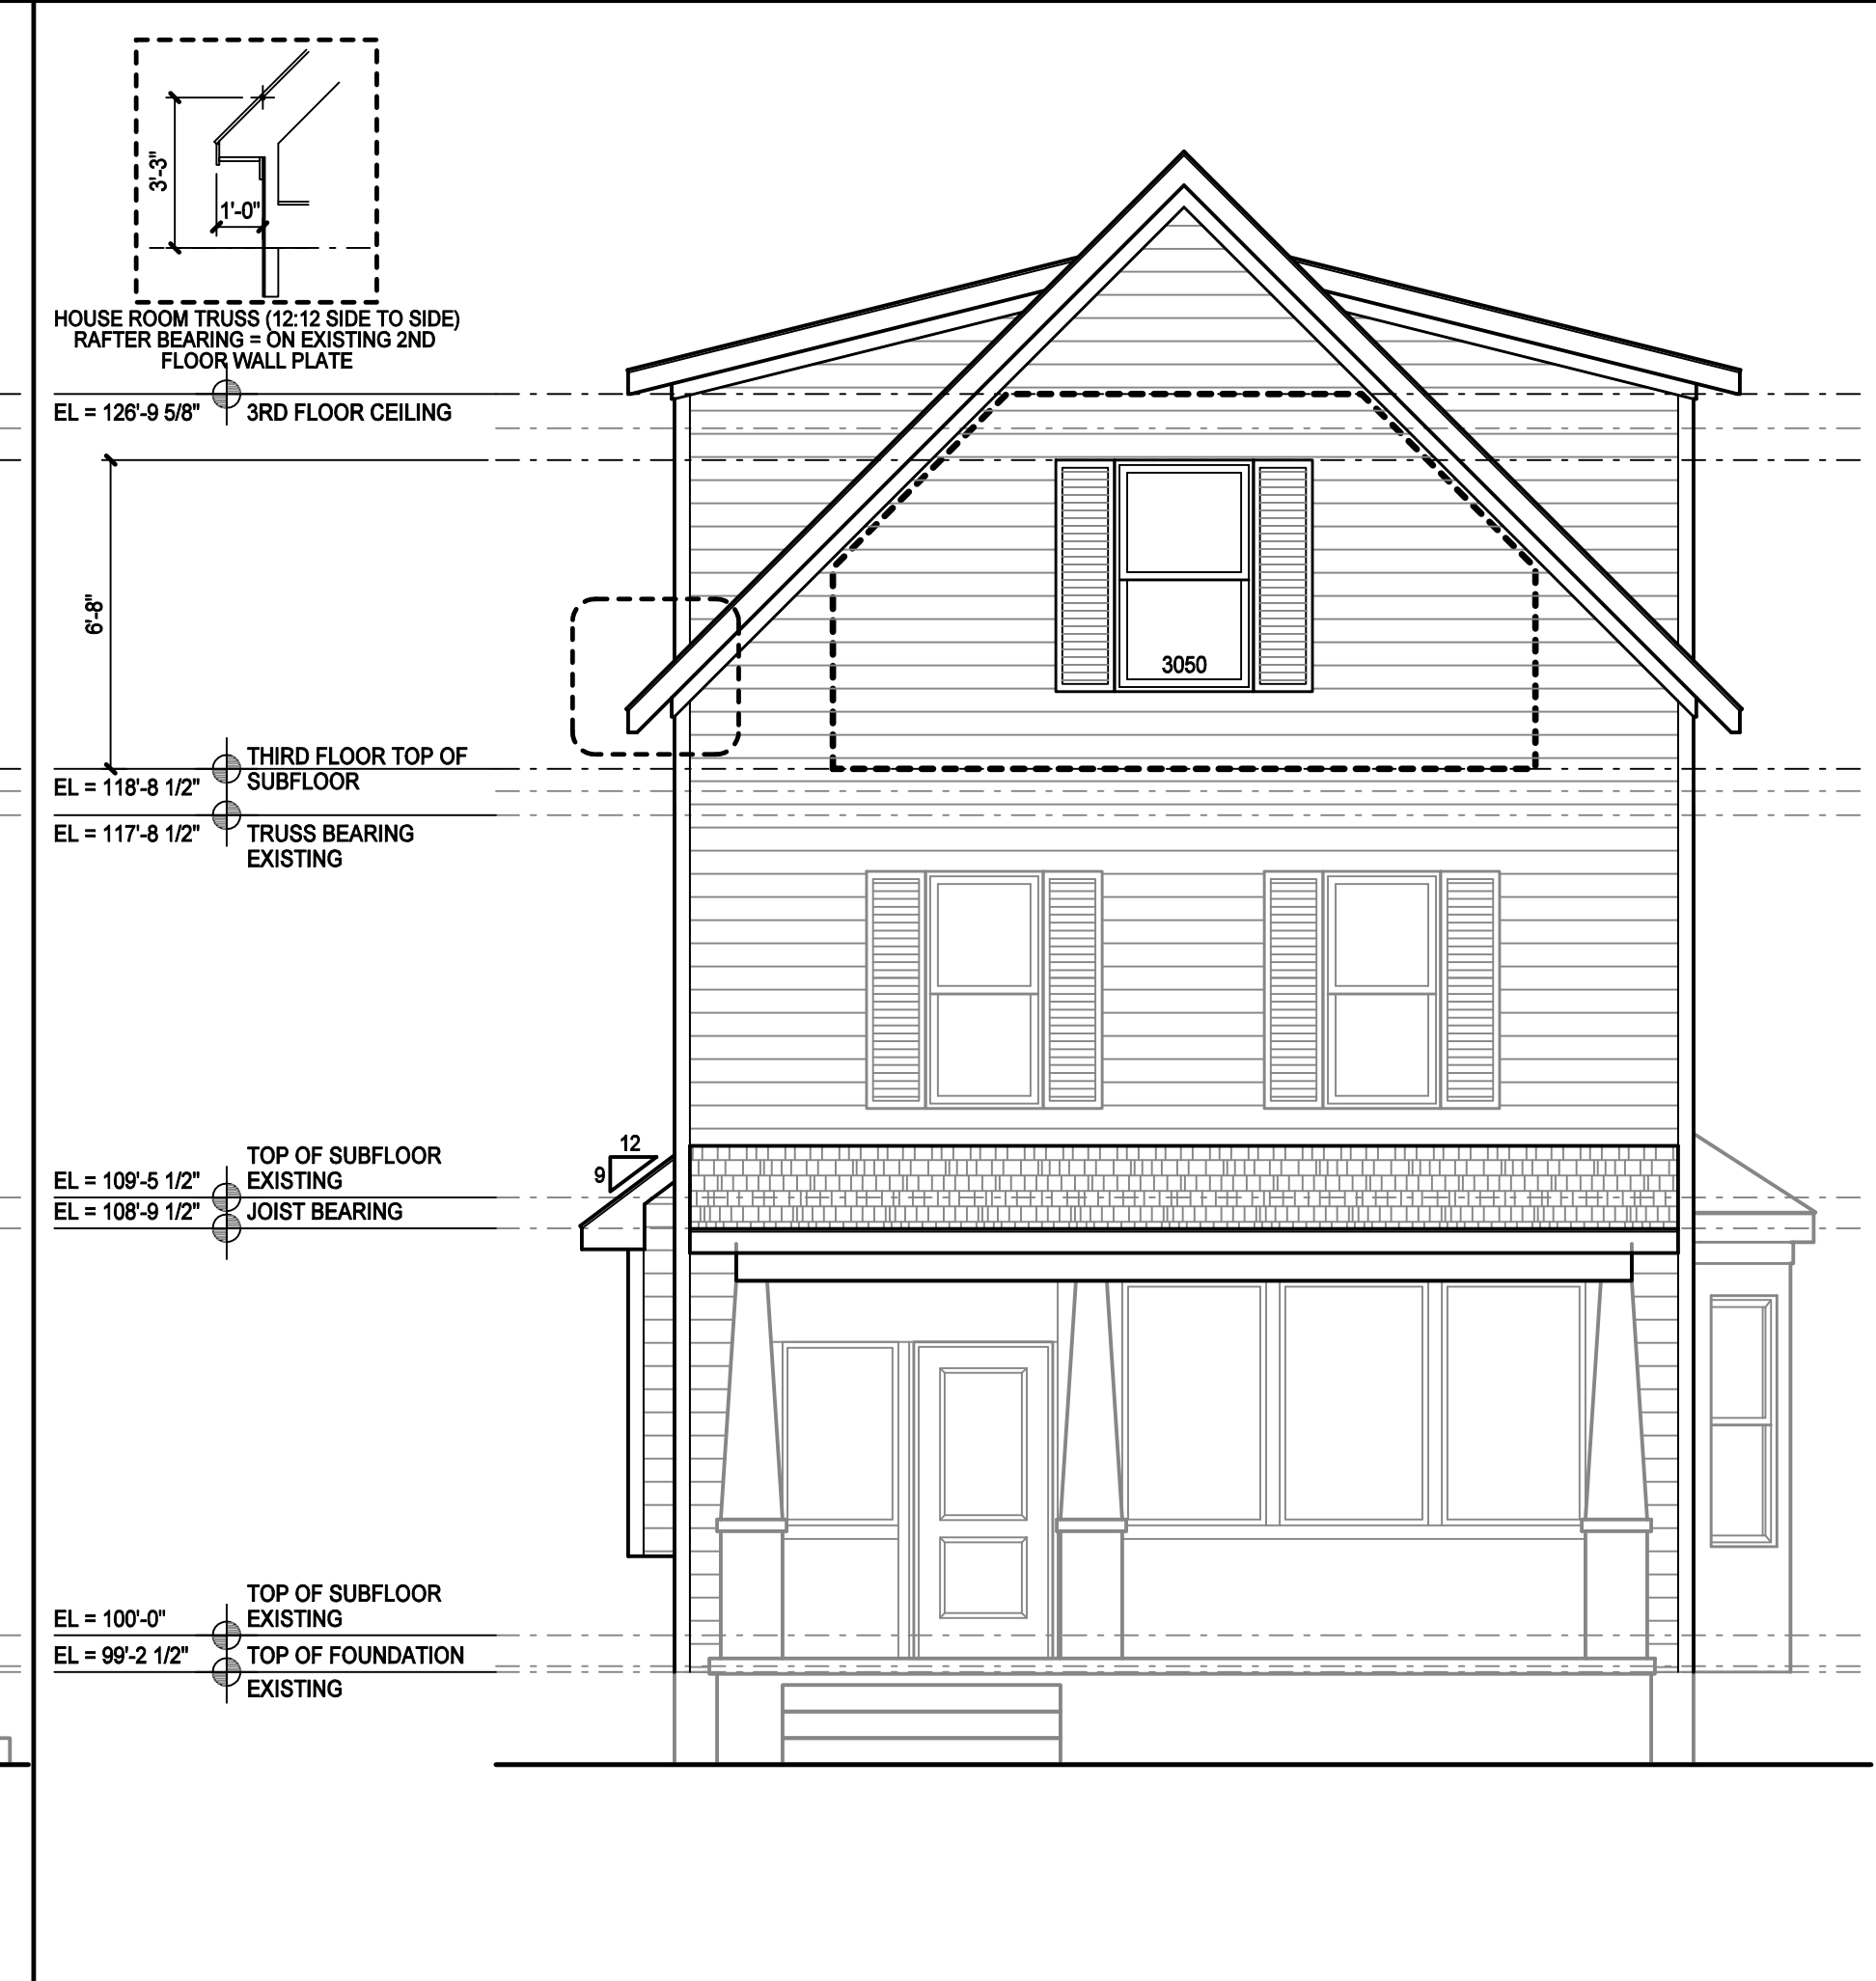 3'-3"
1'-0"
HOUSE ROOM TRUSS (12:12 SIDE TO SIDE)
RAFTER BEARING = ON EXISTING 2ND
FLOOR WALL PLATE
EL = 126'-9 5/8" 3RD FLOOR CEILING
6'-8"
3050
THIRD FLOOR TOP OF
SUBFLOOR
EL = 118'-8 1/2"
EL = 117'-8 1/2" TRUSS BEARING
EXISTING
12
9
TOP OF SUBFLOOR
EL = 109'-5 1/2" EXISTING
EL = 108'-9 1/2" JOIST BEARING
TOP OF SUBFLOOR
EL = 100'-0" EXISTING
EL = 99'-2 1/2" TOP OF FOUNDATION
EXISTING